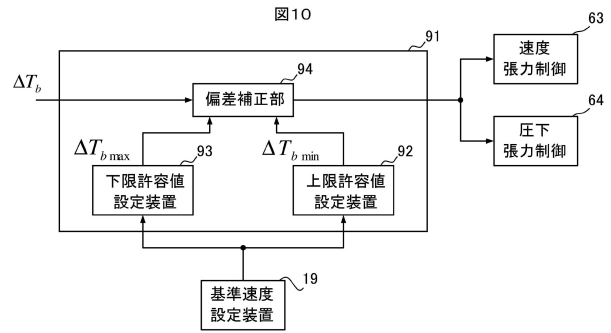 図10
91
63
速度
張力制御
94
偏差補正部
ΔT_b
64
圧下
張力制御
ΔT_{b max}
93
下限許容値
設定装置
ΔT_{b min}
92
上限許容値
設定装置
19
基準速度
設定装置